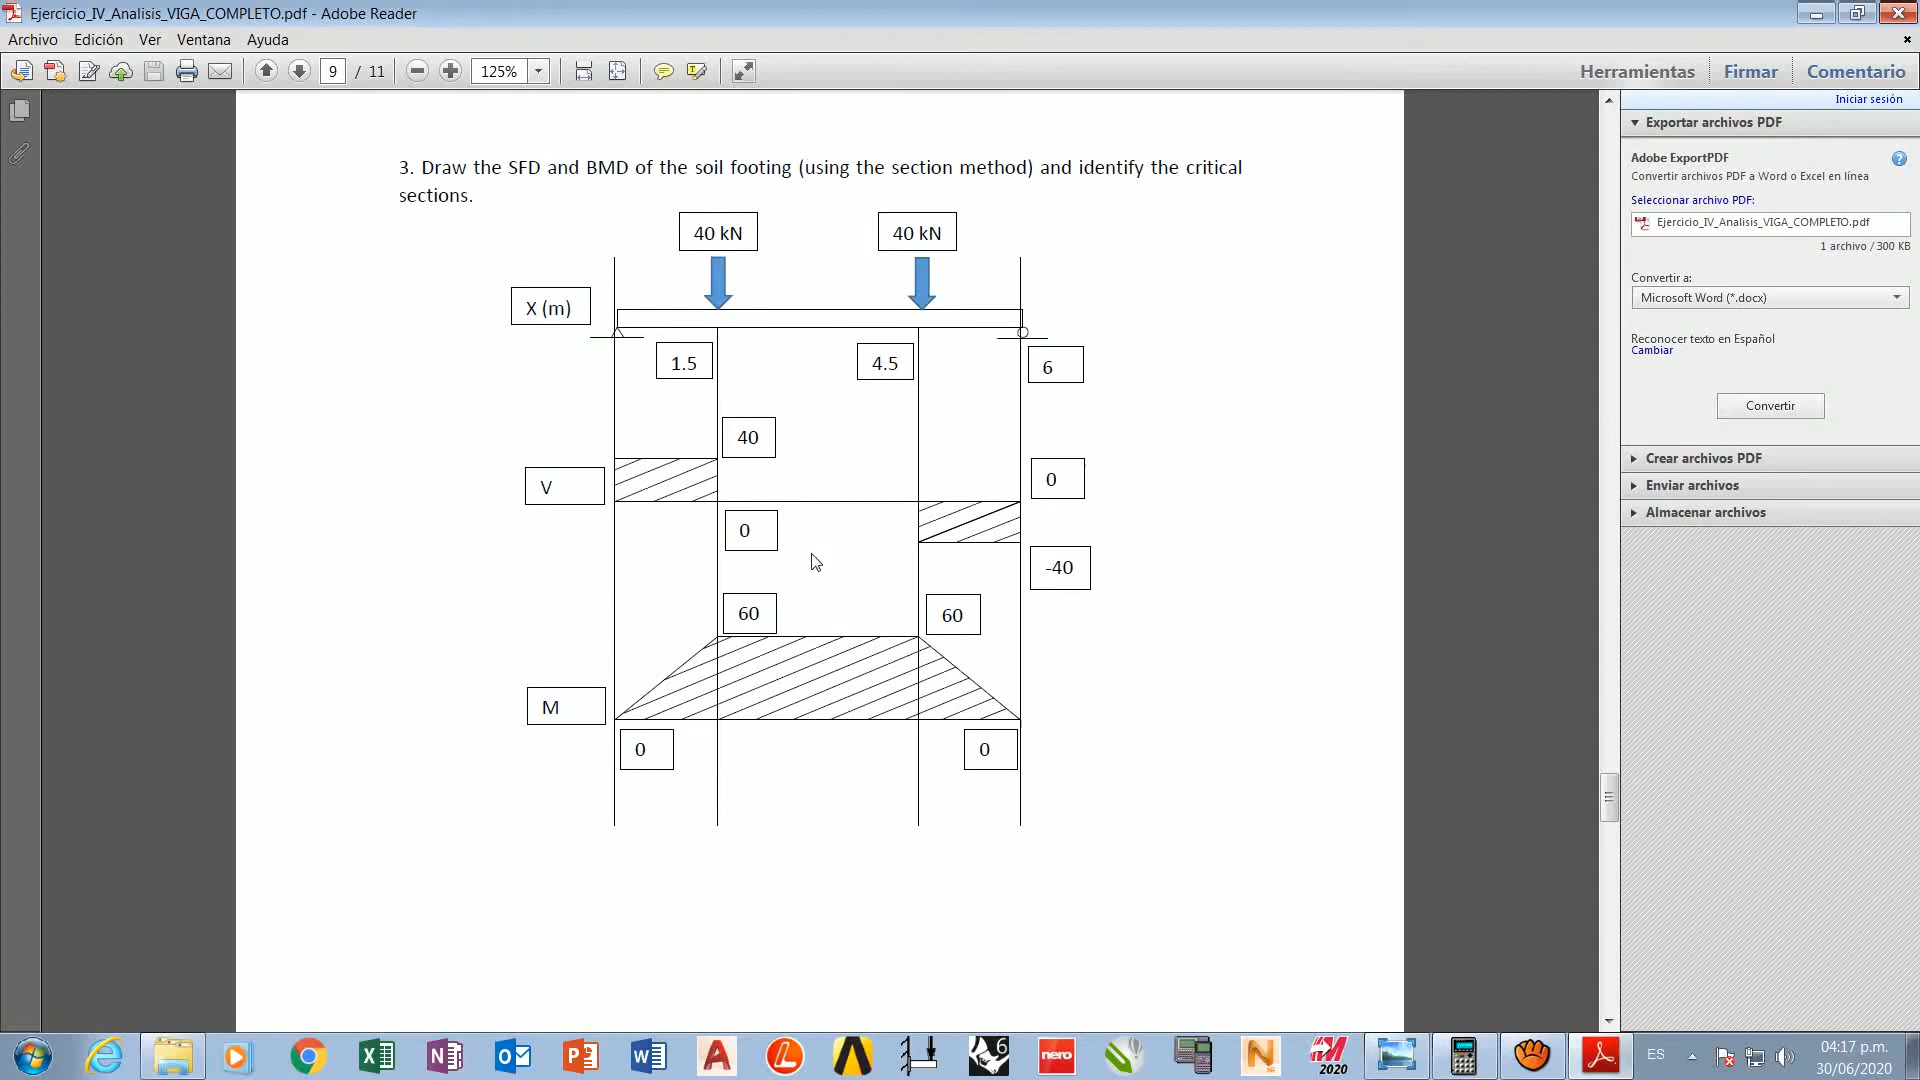 Ejercicio_IV_Analisis_VIGA_COMPLETO.pdf - Adobe Reader
Archivo Edición Ver Ventana Ayuda
9 / 11 125% Herramientas Firmar Comentario
Iniciar sesión
Exportar archivos PDF
Adobe ExportPDF
Convertir archivos PDF a Word o Excel en línea
Seleccionar archivo PDF:
Ejercicio_IV_Analisis_VIGA_COMPLETO.pdf
1 archivo / 300 KB
Convertir a:
Microsoft Word (*.docx)
Reconocer texto en Español
Cambiar
Convertir
Crear archivos PDF
Enviar archivos
Almacenar archivos
3. Draw the SFD and BMD of the soil footing (using the section method) and identify the critical
sections.
40 kN 40 kN
X (m)
1.5 4.5 6
40
V 0
0
-40
60 60
M
0 0
6
nero
M
2020
ES 04:17 p.m.
30/06/2020